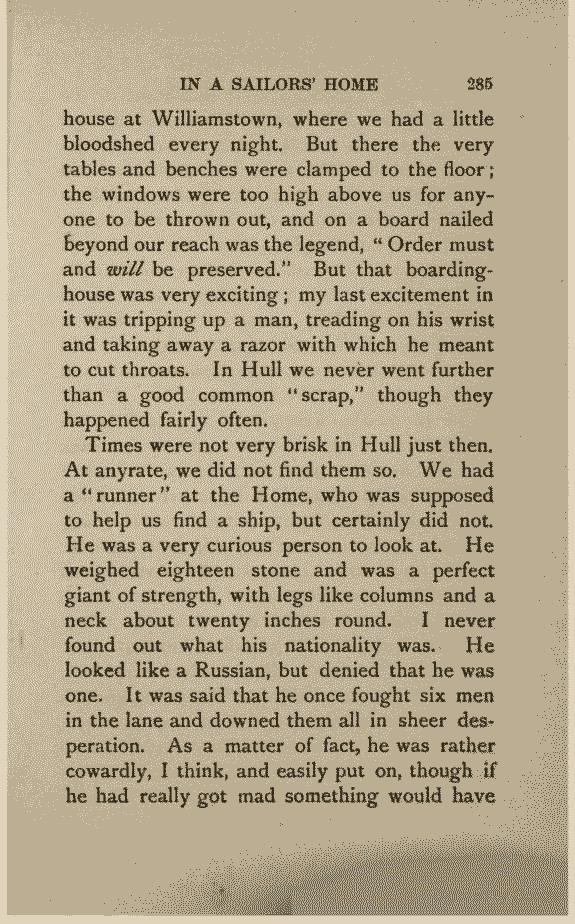 IN A SAILORS' HOME 285
house at Williamstown, where we had a little
bloodshed every night. But there the very
tables and benches were clamped to the floor;
the windows were too high above us for any-
one to be thrown out, and on a board nailed
beyond our reach was the legend, "Order must
and will be preserved." But that boarding-
house was very exciting; my last excitement in
it was tripping up a man, treading on his wrist
and taking away a razor with which he meant
to cut throats. In Hull we never went further
than a good common "scrap," though they
happened fairly often.
Times were not very brisk in Hull just then.
At anyrate, we did not find them so. We had
a "runner" at the Home, who was supposed
to help us find a ship, but certainly did not.
He was a very curious person to look at. He
weighed eighteen stone and was a perfect
giant of strength, with legs like columns and a
neck about twenty inches round. I never
found out what his nationality was. He
looked like a Russian, but denied that he was
one. It was said that he once fought six men
in the lane and downed them all in sheer des-
peration. As a matter of fact, he was rather
cowardly, I think, and easily put on, though if
he had really got mad something would have